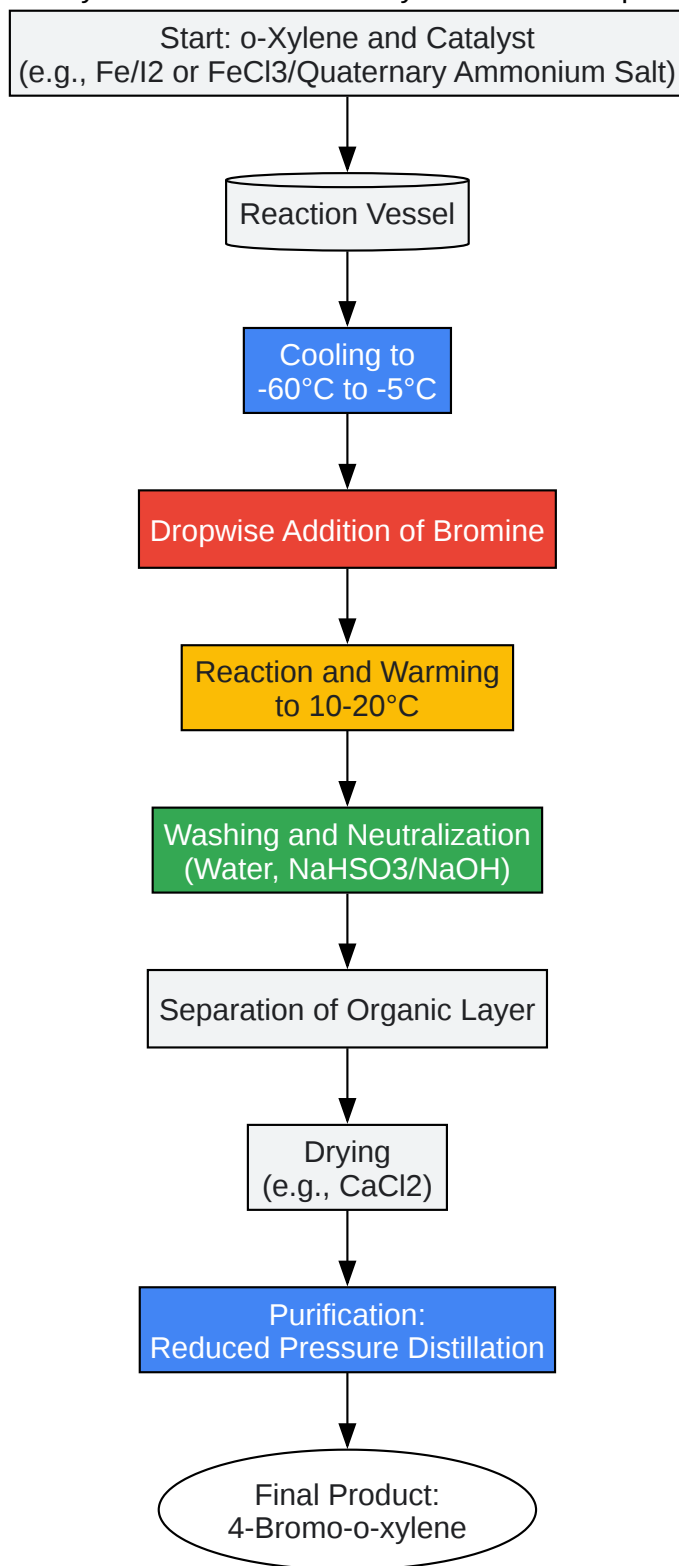 Start: o-Xylene and Catalyst
(e.g., Fe/I2 or FeCl3/Quaternary Ammonium Salt)
Reaction Vessel
Cooling to
-60°C to -5°C
Dropwise Addition of Bromine
Reaction and Warming
to 10-20°C
Washing and Neutralization
(Water, NaHSO3/NaOH)
Separation of Organic Layer
Drying
(e.g., CaCl2)
Purification:
Reduced Pressure Distillation
Final Product:
4-Bromo-o-xylene